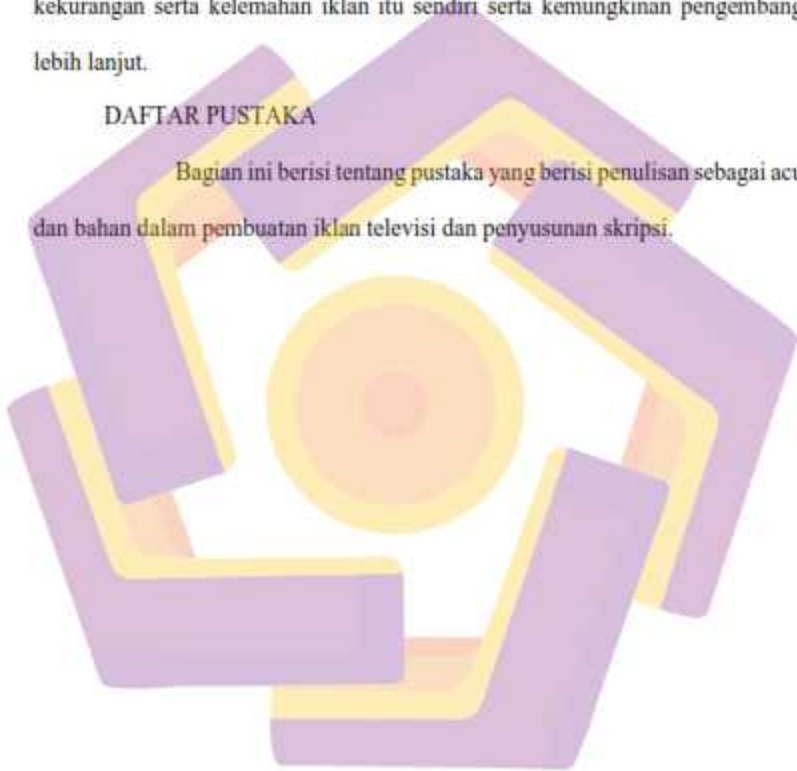 kekurangan serta kelemahan iklan itu sendiri serta kemungkinan pengembang
lebih lanjut.
DAFTAR PUSTAKA
Bagian ini berisi tentang pustaka yang berisi penulisan sebagai acu
dan bahan dalam pembuatan iklan televisi dan penyusunan skripsi.